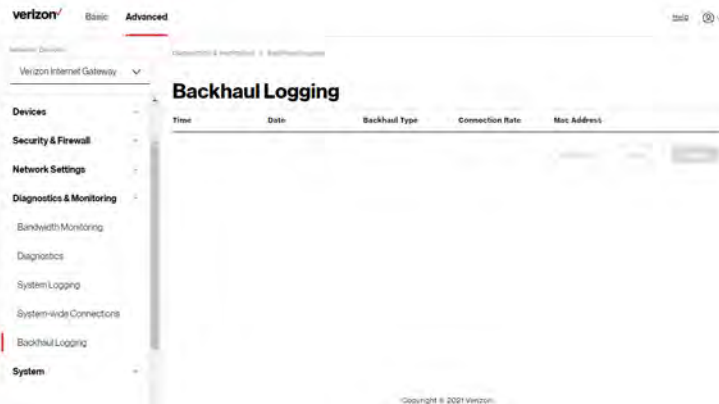 verizon
Basic
Advanced
Help
Verizon Internet Gateway
Backhaul Logging
Devices
Time Date Backhaul Type Connection Rate Mac Address
Security & Firewall
Network Settings
Diagnostics & Monitoring
Bandwidth Monitoring
Diagnostics
System Logging
System-wide Connections
Backhaul Logging
System
Copyright © 2021 Verizon